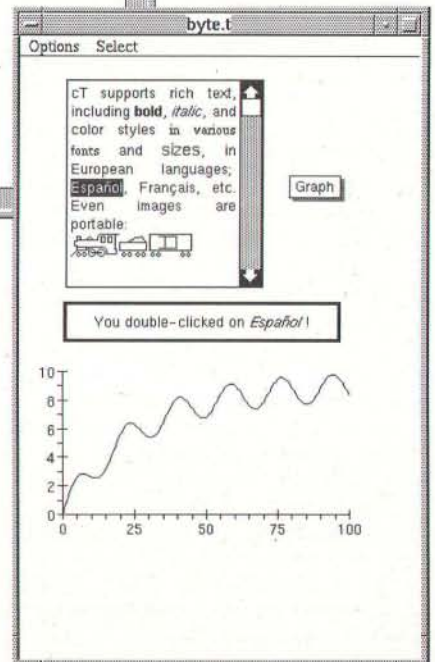 byte.t
Options Select
cT supports rich text,
including bold, italic, and
color styles in various
fonts and sizes, in
European languages;
Español, Français, etc.
Even images are
portable:
Graph
You double-clicked on Español !
10
8
6
4
2
0
0 25 50 75 100